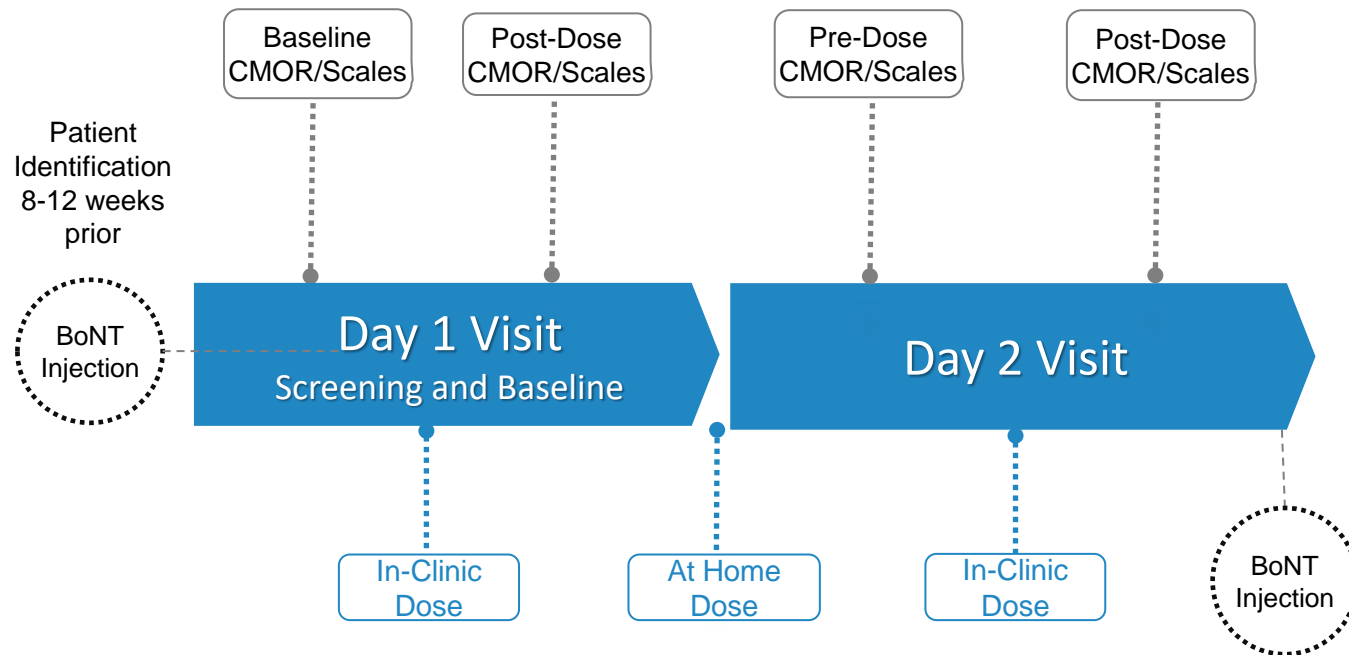 Baseline
CMOR/Scales
Post-Dose
CMOR/Scales
Pre-Dose
CMOR/Scales
Post-Dose
CMOR/Scales
Patient
Identification
8-12 weeks
prior
BoNT
Injection
Day 1 Visit
Screening and Baseline
Day 2 Visit
In-Clinic
Dose
At Home
Dose
In-Clinic
Dose
BoNT
Injection